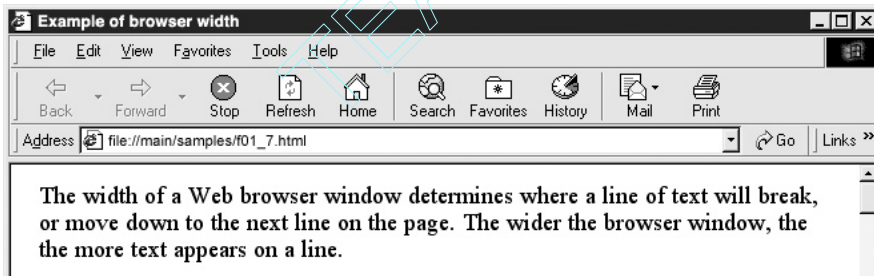 Example of browser width
File Edit View Favorites Tools Help
Back Forward Stop Refresh Home Search Favorites History Mail Print
Address file://main/samples/f01_7.html Go Links »
The width of a Web browser window determines where a line of text will break,
or move down to the next line on the page. The wider the browser window, the
the more text appears on a line.